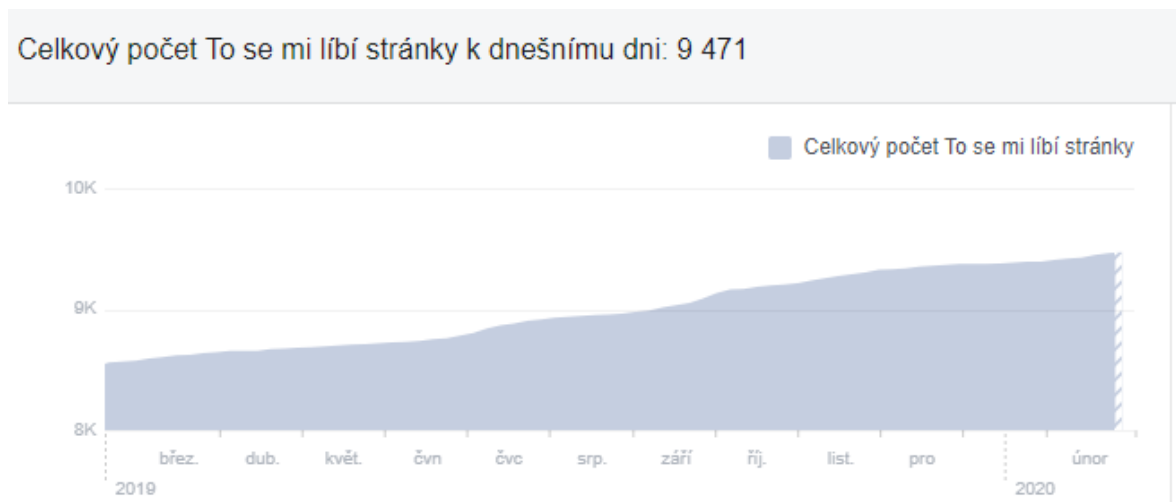 Celkový počet To se mi líbí stránky k dnešnímu dni: 9 471
Celkový počet To se mi líbí stránky
10K
9K
8K
břez. dub. květ. čvn čvc srp. září říj. list. pro únor
2019 2020